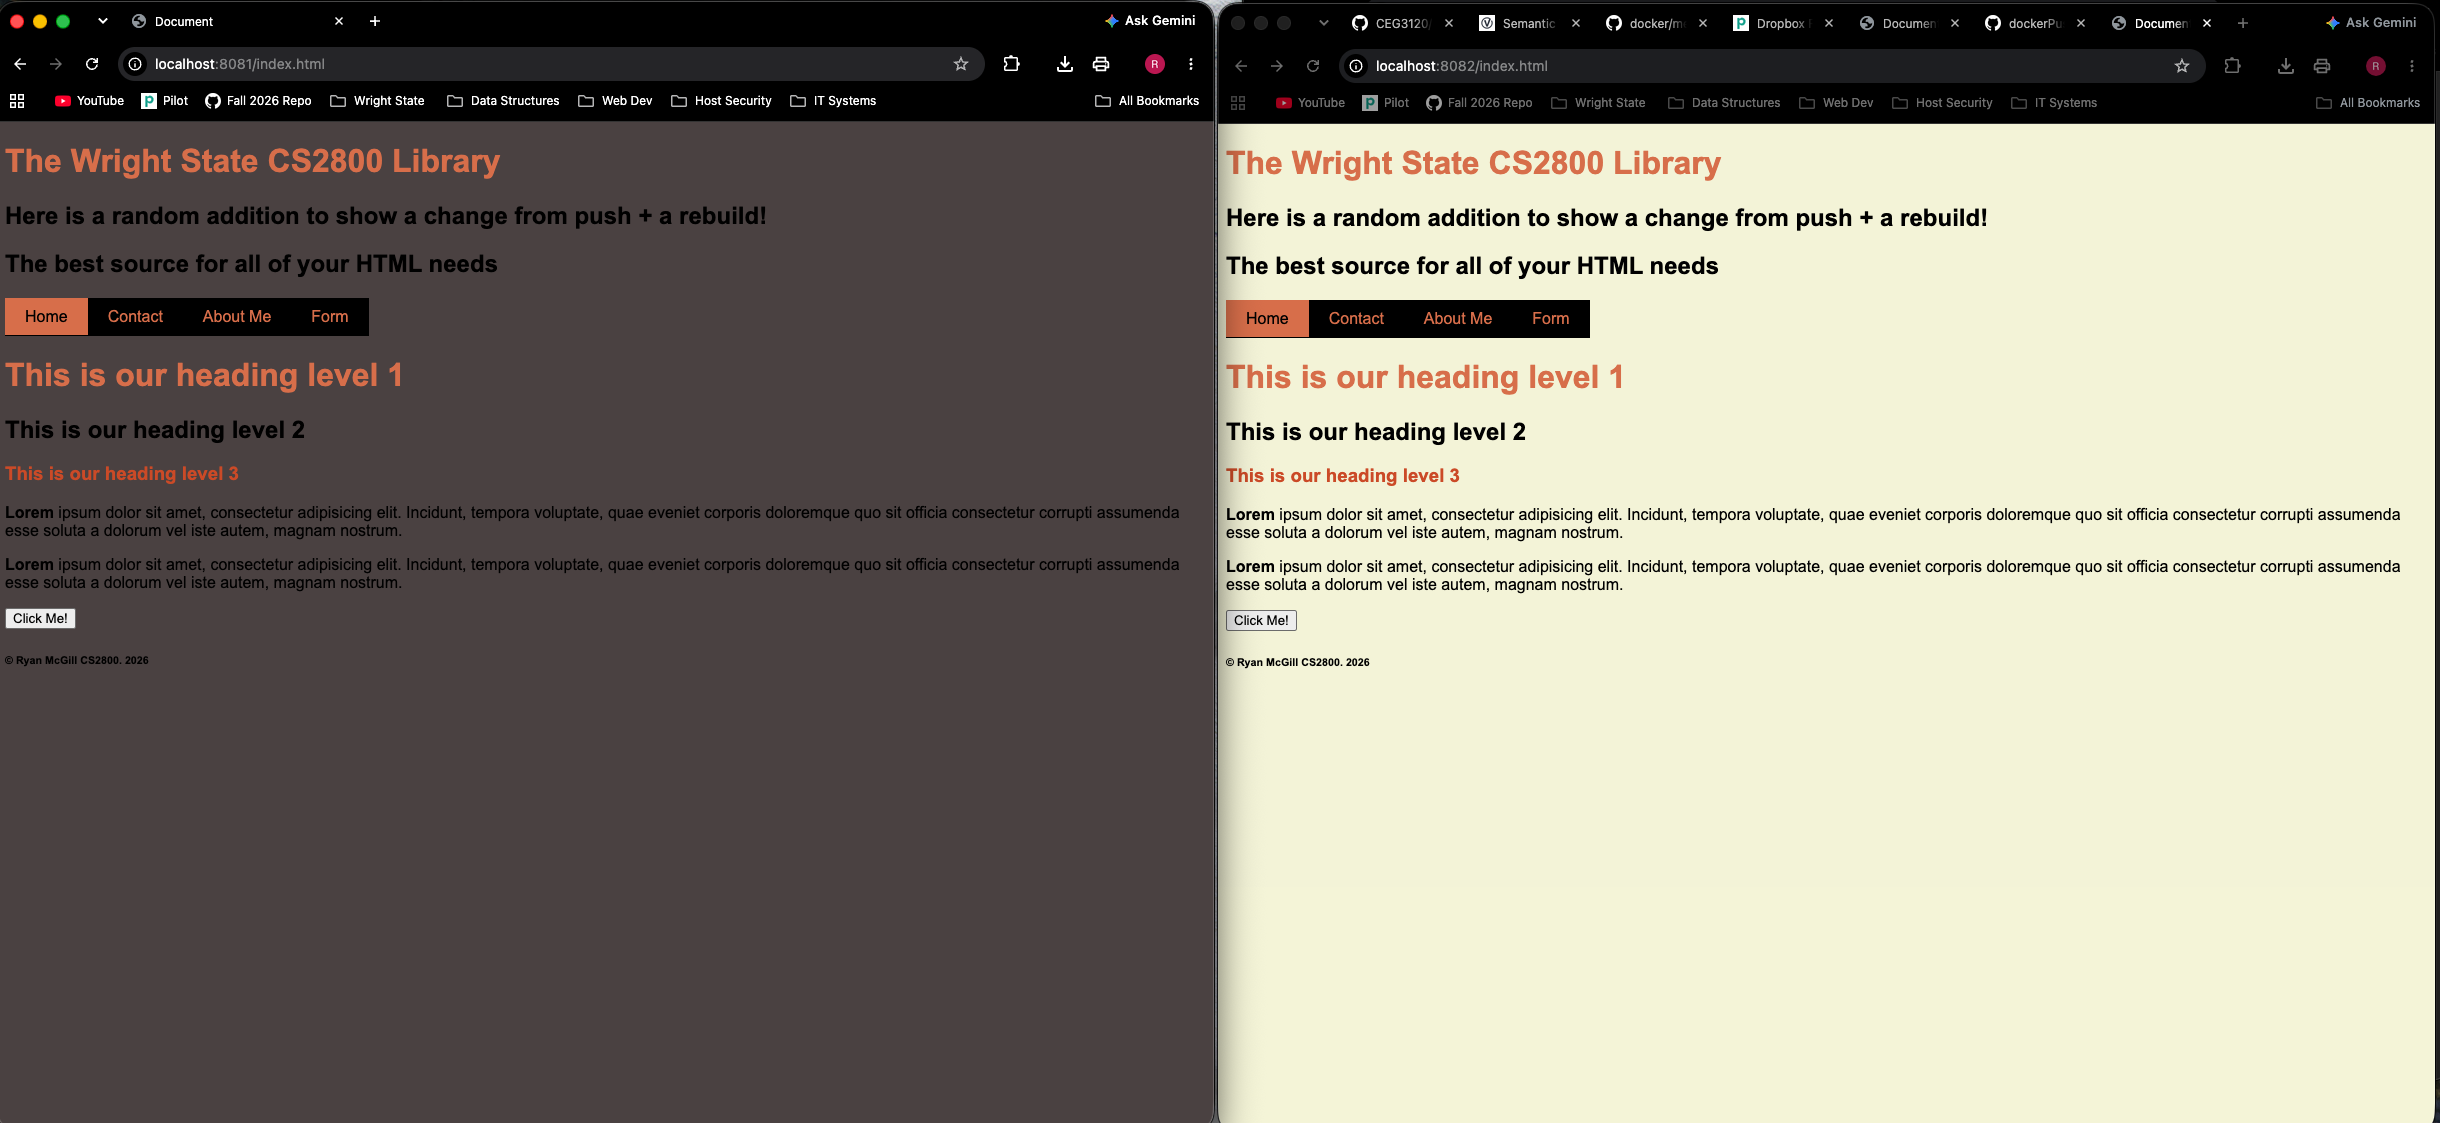 Document
Ask Gemini
localhost:8081/index.html
R
YouTube Pilot Fall 2026 Repo Wright State Data Structures Web Dev Host Security IT Systems All Bookmarks
The Wright State CS2800 Library
Here is a random addition to show a change from push + a rebuild!
The best source for all of your HTML needs
Home Contact About Me Form
This is our heading level 1
This is our heading level 2
This is our heading level 3
Lorem ipsum dolor sit amet, consectetur adipisicing elit. Incidunt, tempora voluptate, quae eveniet corporis doloremque quo sit officia consectetur corrupti assumenda
esse soluta a dolorum vel iste autem, magnam nostrum.
Lorem ipsum dolor sit amet, consectetur adipisicing elit. Incidunt, tempora voluptate, quae eveniet corporis doloremque quo sit officia consectetur corrupti assumenda
esse soluta a dolorum vel iste autem, magnam nostrum.
Click Me!
© Ryan McGill CS2800. 2026
CEG3120/ Semantic docker/m Dropbox Documen dockerPu Documen
Ask Gemini
localhost:8082/index.html
R
YouTube Pilot Fall 2026 Repo Wright State Data Structures Web Dev Host Security IT Systems All Bookmarks
The Wright State CS2800 Library
Here is a random addition to show a change from push + a rebuild!
The best source for all of your HTML needs
Home Contact About Me Form
This is our heading level 1
This is our heading level 2
This is our heading level 3
Lorem ipsum dolor sit amet, consectetur adipisicing elit. Incidunt, tempora voluptate, quae eveniet corporis doloremque quo sit officia consectetur corrupti assumenda
esse soluta a dolorum vel iste autem, magnam nostrum.
Lorem ipsum dolor sit amet, consectetur adipisicing elit. Incidunt, tempora voluptate, quae eveniet corporis doloremque quo sit officia consectetur corrupti assumenda
esse soluta a dolorum vel iste autem, magnam nostrum.
Click Me!
© Ryan McGill CS2800. 2026